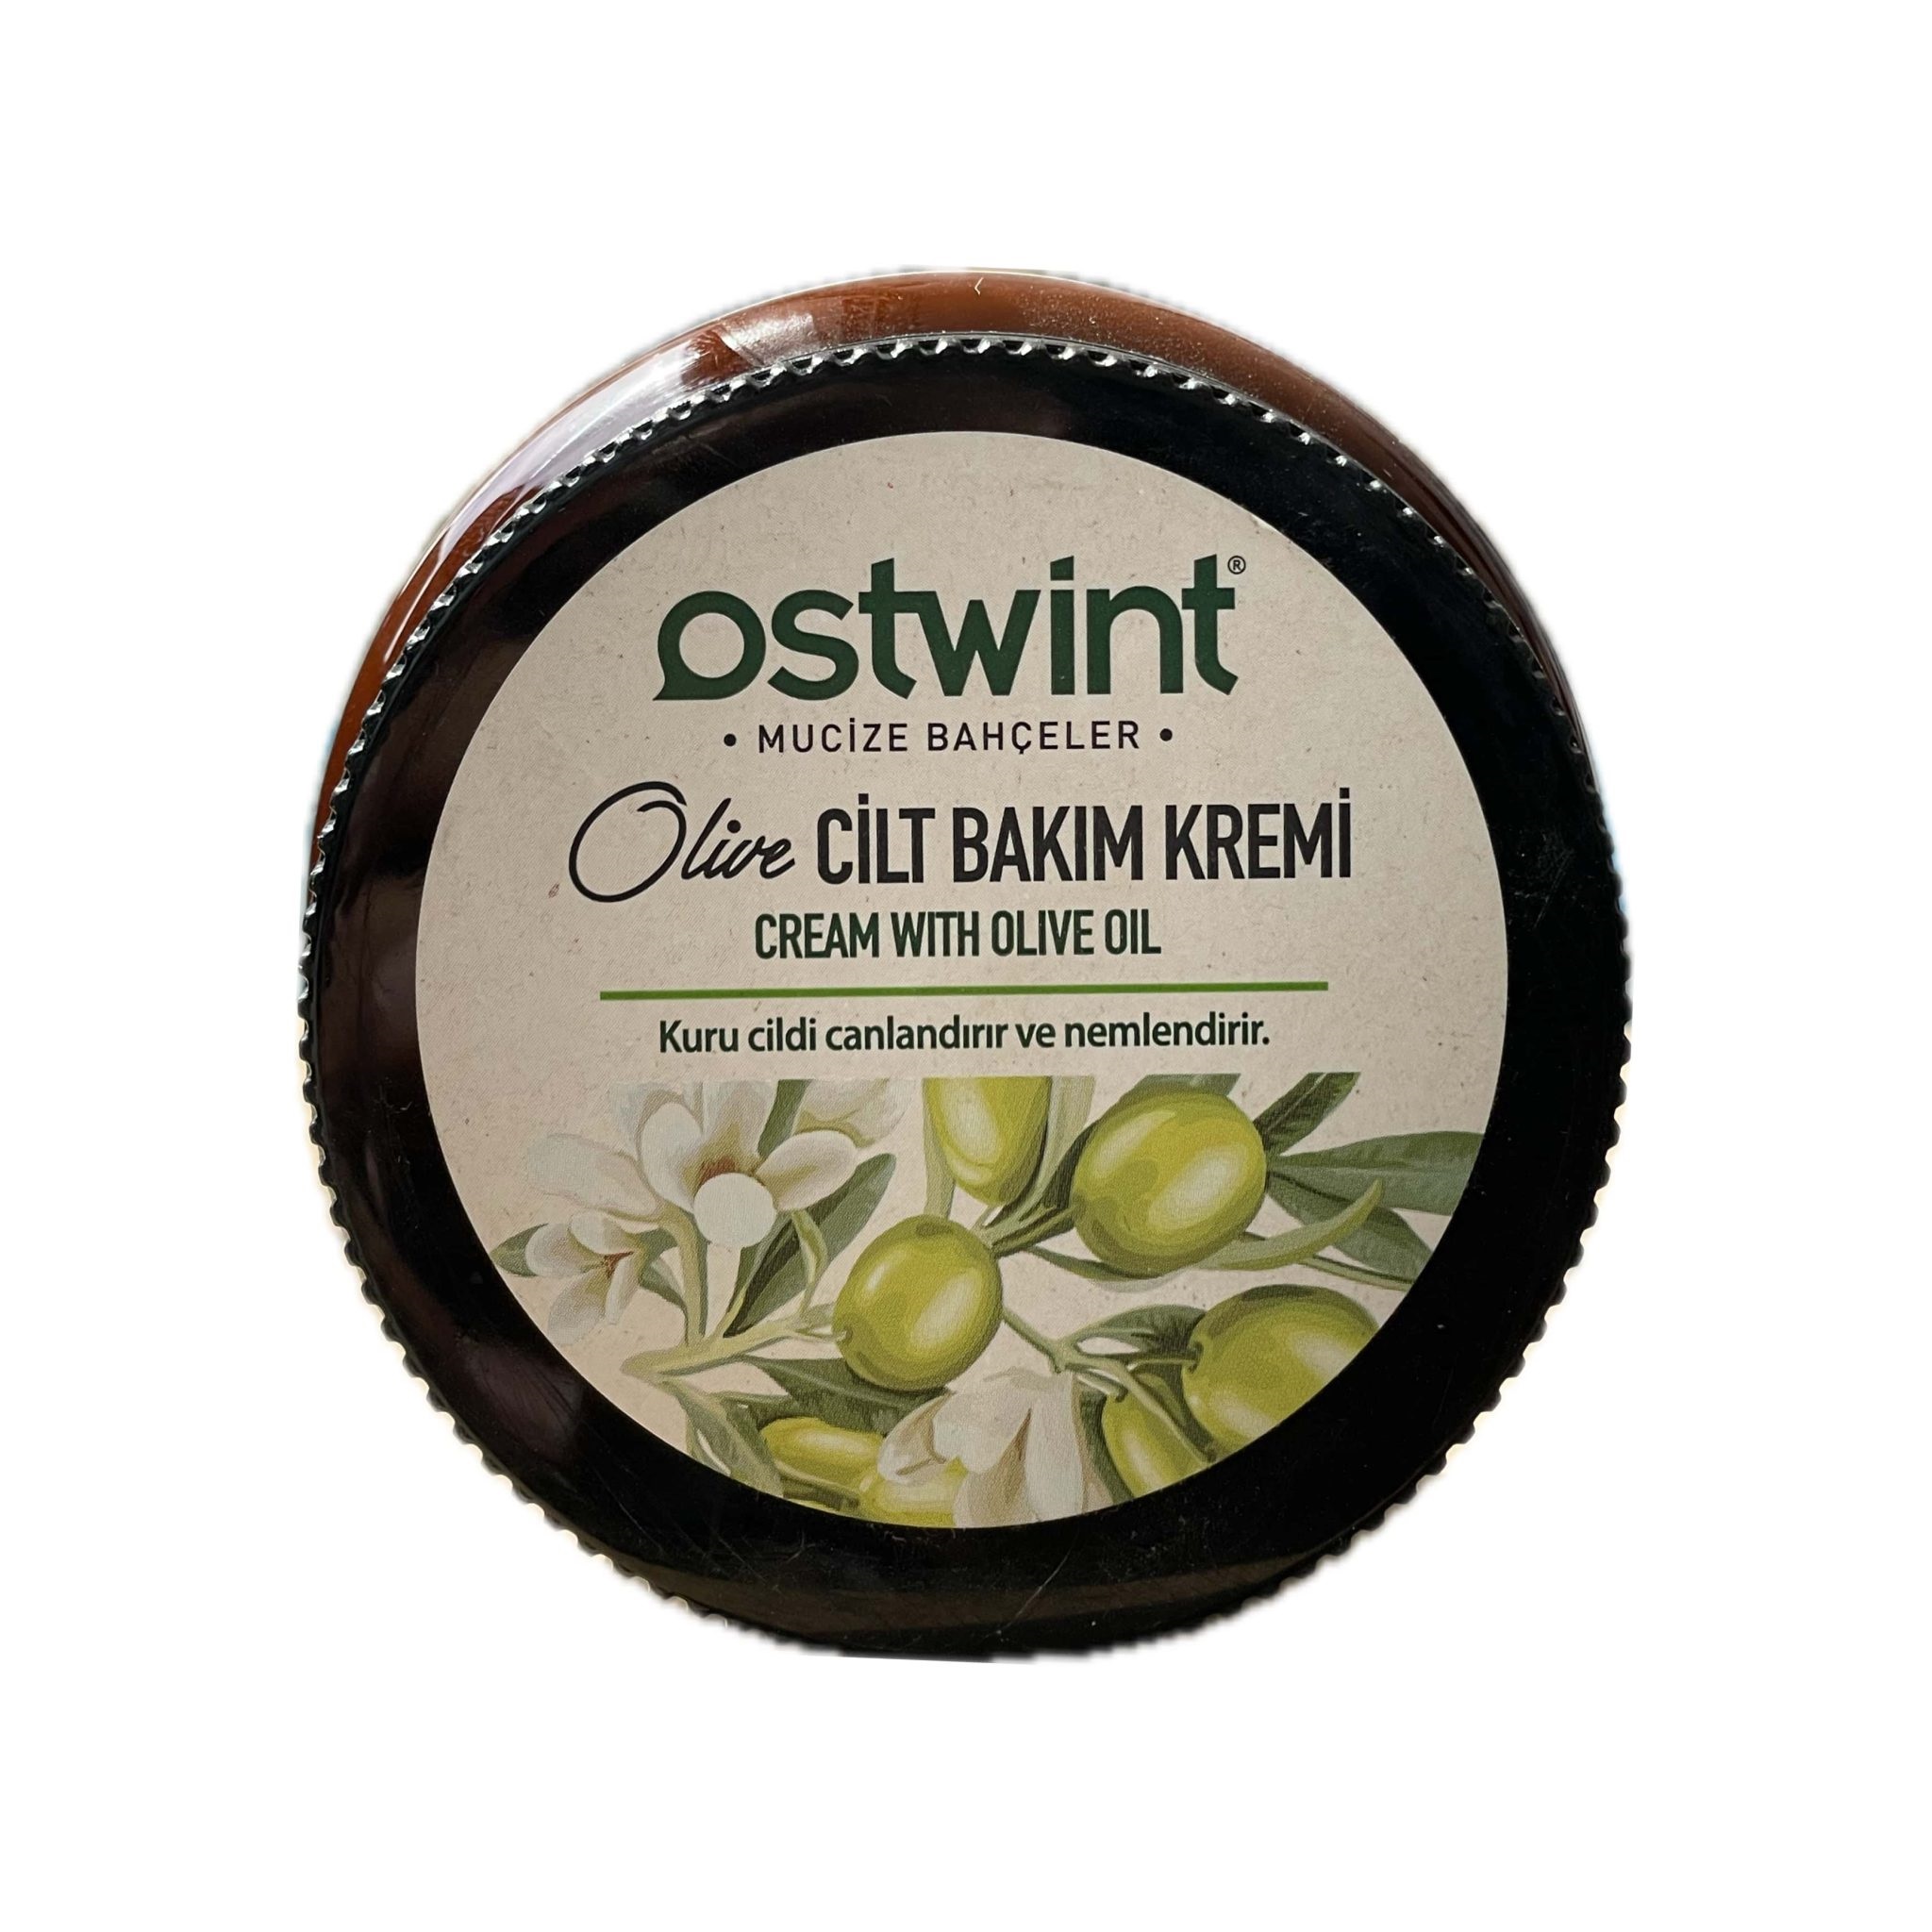 ostwint®
• MUCİZE BAHÇELER •
Olive CİLT BAKIM KREMİ
CREAM WITH OLIVE OIL
Kuru cildi canlandırır ve nemlendirir.